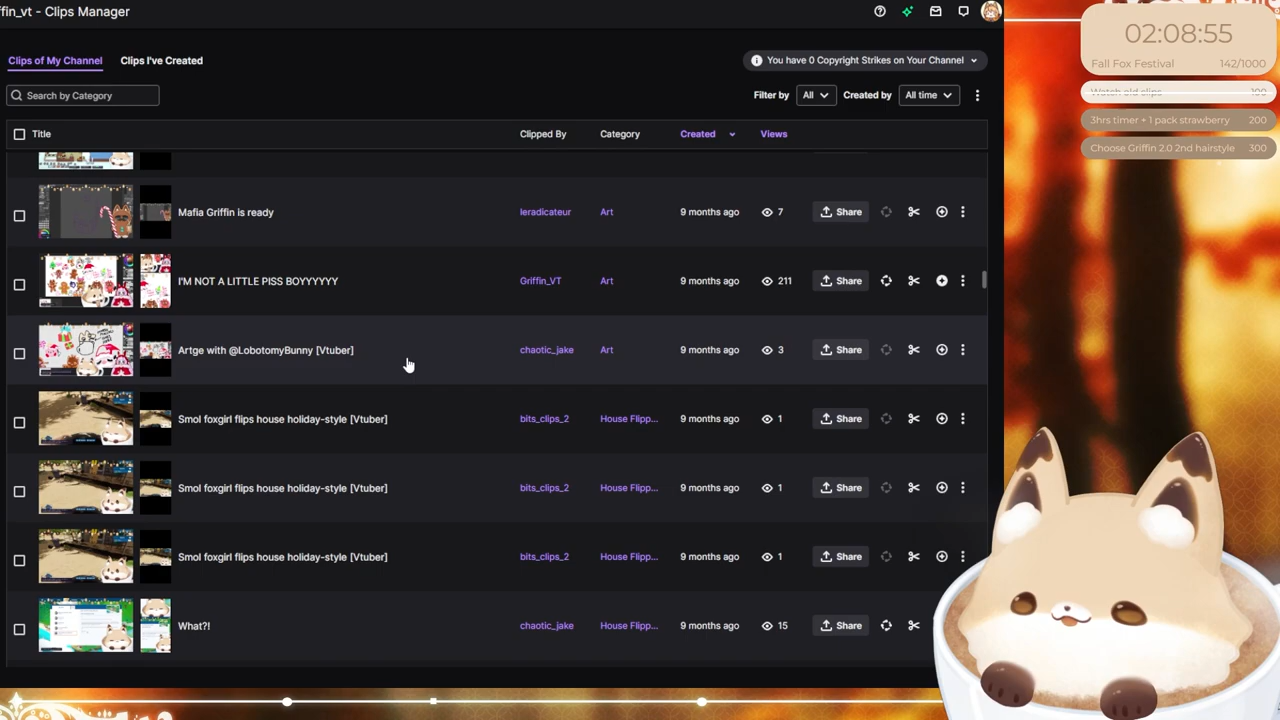 ffin_vt - Clips Manager
Clips of My Channel
Clips I've Created
You have 0 Copyright Strikes on Your Channel
Search by Category
Filter by
All
Created by
All time
Title
Clipped By
Category
Created
Views
Mafia Griffin is ready
leradicateur
Art
9 months ago
7
Share
I'M NOT A LITTLE PISS BOYYYYYY
Griffin_VT
Art
9 months ago
211
Share
Artge with @LobotomyBunny [Vtuber]
chaotic_jake
Art
9 months ago
3
Share
Smol foxgirl flips house holiday-style [Vtuber]
bits_clips_2
House Flipp...
9 months ago
1
Share
Smol foxgirl flips house holiday-style [Vtuber]
bits_clips_2
House Flipp...
9 months ago
1
Share
Smol foxgirl flips house holiday-style [Vtuber]
bits_clips_2
House Flipp...
9 months ago
1
Share
What?!
chaotic_jake
House Flipp...
9 months ago
15
Share
02:08:55
Fall Fox Festival
142/1000
Watch old clips
100
3hrs timer + 1 pack strawberry
200
Choose Griffin 2.0 2nd hairstyle
300